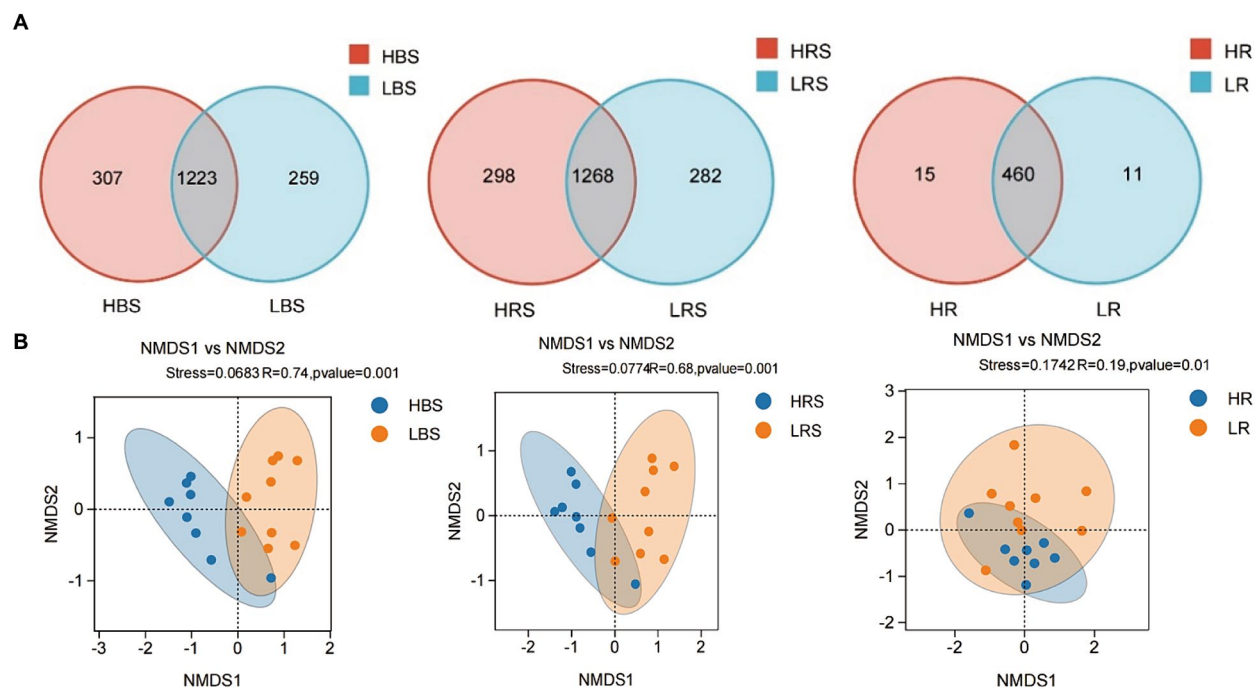 A
HBS
LBS
307
1223
259
HBS
LBS
HRS
LRS
298
1268
282
HRS
LRS
HR
LR
15
460
11
HR
LR
B
NMDS1 vs NMDS2
Stress=0.0683 R=0.74,pvalue=0.001
HBS
LBS
NMDS2
1
0
-1
-3
-2
-1
0
1
2
NMDS1
NMDS1 vs NMDS2
Stress=0.0774R=0.68,pvalue=0.001
HRS
LRS
NMDS2
1
0
-1
-2
-1
0
1
2
NMDS1
NMDS1 vs NMDS2
Stress=0.1742 R=0.19,pvalue=0.01
HR
LR
NMDS2
3
2
1
0
-1
-2
-2
0
2
NMDS1